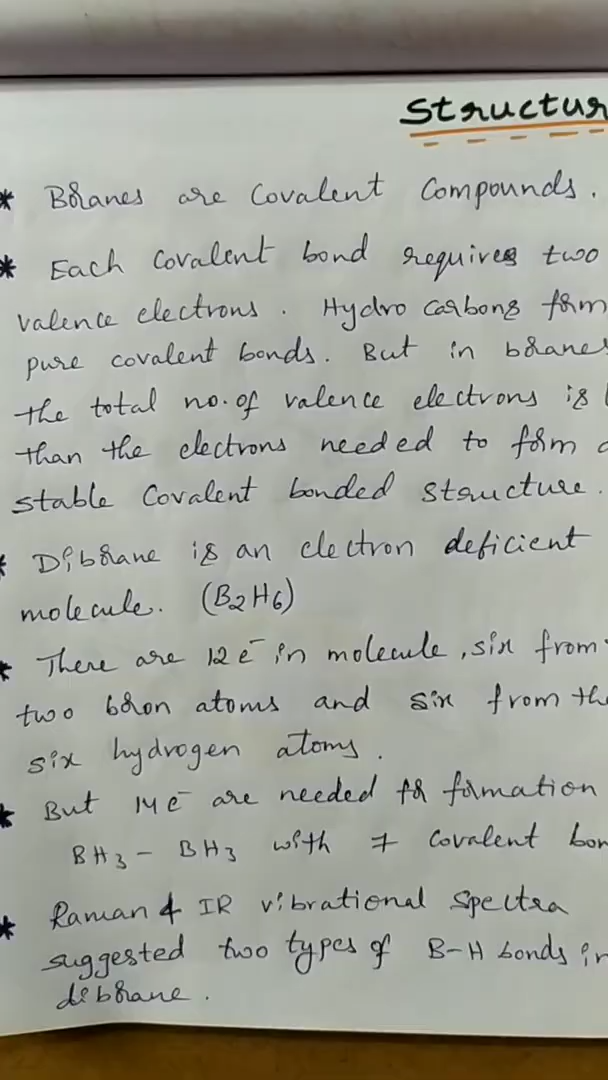 Structur
* Boranes are Covalent Compounds.
* Each Covalent bond requires two
valence electrons. Hydro carbons form
pure covalent bonds. But in boranes
the total no. of valence electrons is l
than the electrons needed to form a
stable Covalent bonded structure.
* Diborane is an electron deficient
molecule. (B2H6)
* There are 12 e- in molecule, six from
two boron atoms and six from th
six hydrogen atoms.
* But 14 e- are needed for formation
BH3 - BH3 with 7 Covalent bon
* Raman & IR vibrational Spectra
suggested two types of B-H bonds in
diborane.